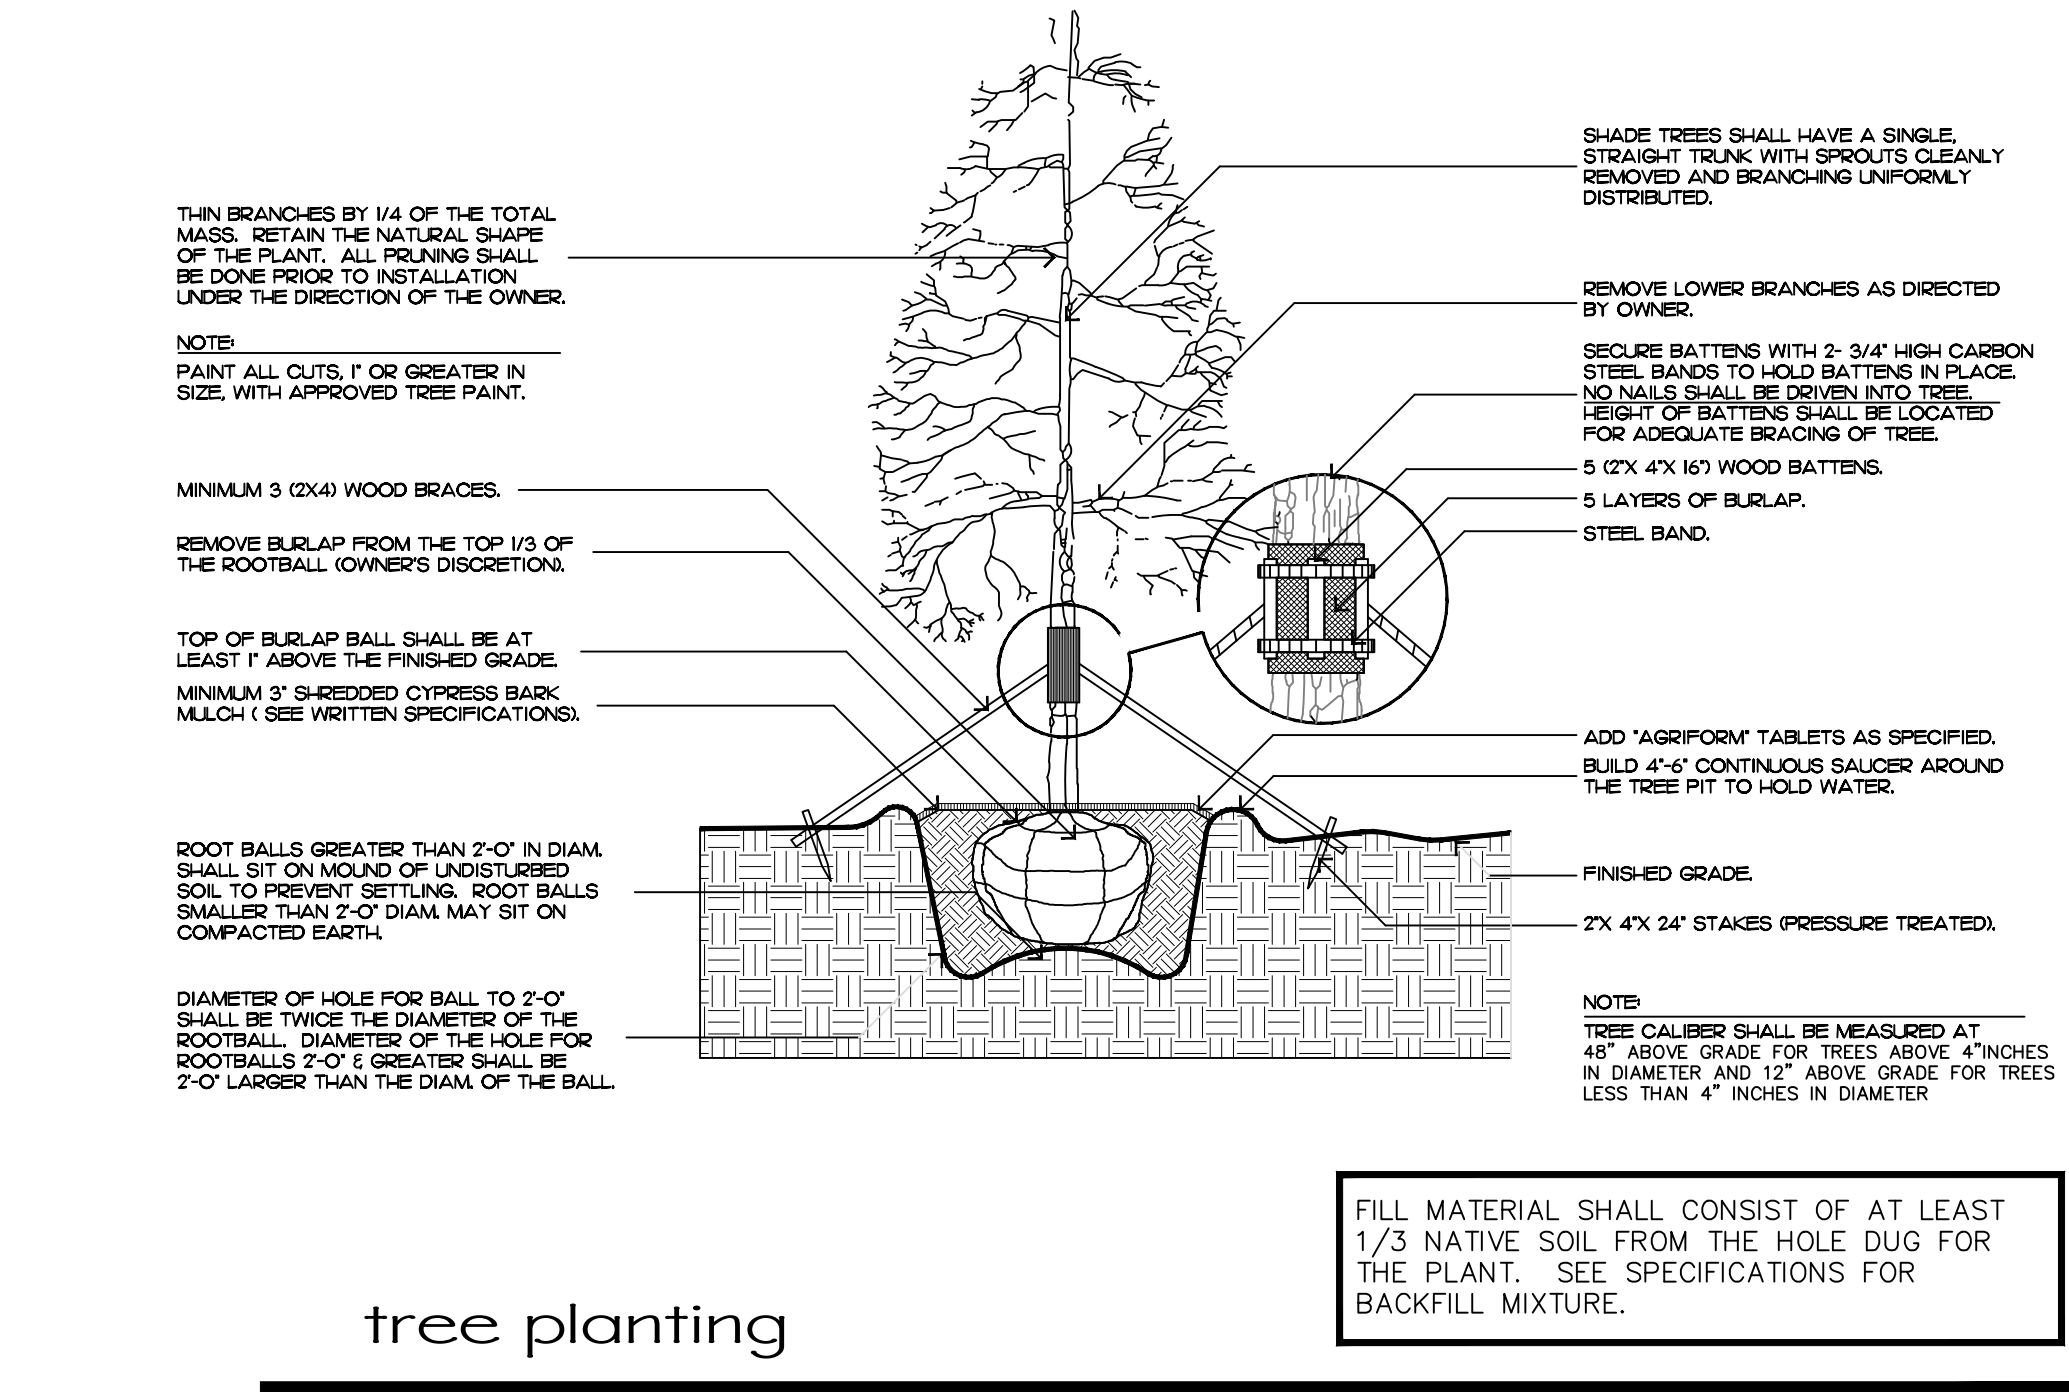 THIN BRANCHES BY 1/4 OF THE TOTAL
MASS.  RETAIN THE NATURAL SHAPE
OF THE PLANT.  ALL PRUNING SHALL
BE DONE PRIOR TO INSTALLATION
UNDER THE DIRECTION OF THE OWNER.
NOTE:
PAINT ALL CUTS, 1" OR GREATER IN
SIZE, WITH APPROVED TREE PAINT.
MINIMUM 3 (2X4) WOOD BRACES.
REMOVE BURLAP FROM THE TOP 1/3 OF
THE ROOTBALL (OWNER'S DISCRETION).
TOP OF BURLAP BALL SHALL BE AT
LEAST 1" ABOVE THE FINISHED GRADE.
MINIMUM 3" SHREDDED CYPRESS BARK
MULCH ( SEE WRITTEN SPECIFICATIONS).
ROOT BALLS GREATER THAN 2'-0" IN DIAM.
SHALL SIT ON MOUND OF UNDISTURBED
SOIL TO PREVENT SETTLING.  ROOT BALLS
SMALLER THAN 2'-0" DIAM. MAY SIT ON
COMPACTED EARTH.
DIAMETER OF HOLE FOR BALL TO 2'-0"
SHALL BE TWICE THE DIAMETER OF THE
ROOTBALL.  DIAMETER OF THE HOLE FOR
ROOTBALLS 2'-0" & GREATER SHALL BE
2'-0" LARGER THAN THE DIAM. OF THE BALL.
SHADE TREES SHALL HAVE A SINGLE,
STRAIGHT TRUNK WITH SPROUTS CLEANLY
REMOVED AND BRANCHING UNIFORMLY
DISTRIBUTED.
REMOVE LOWER BRANCHES AS DIRECTED
BY OWNER.
SECURE BATTENS WITH 2- 3/4" HIGH CARBON
STEEL BANDS TO HOLD BATTENS IN PLACE.
NO NAILS SHALL BE DRIVEN INTO TREE.
HEIGHT OF BATTENS SHALL BE LOCATED
FOR ADEQUATE BRACING OF TREE.
5 (2"X 4"X 16") WOOD BATTENS.
5 LAYERS OF BURLAP.
STEEL BAND.
ADD "AGRIFORM" TABLETS AS SPECIFIED.
BUILD 4"-6" CONTINUOUS SAUCER AROUND
THE TREE PIT TO HOLD WATER.
FINISHED GRADE.
2"X 4"X 24" STAKES (PRESSURE TREATED).
NOTE:
TREE CALIBER SHALL BE MEASURED AT
48" ABOVE GRADE FOR TREES ABOVE 4"INCHES
IN DIAMETER AND 12" ABOVE GRADE FOR TREES
LESS THAN 4" INCHES IN DIAMETER
FILL MATERIAL SHALL CONSIST OF AT LEAST
1/3 NATIVE SOIL FROM THE HOLE DUG FOR
THE PLANT.  SEE SPECIFICATIONS FOR
BACKFILL MIXTURE.
tree planting